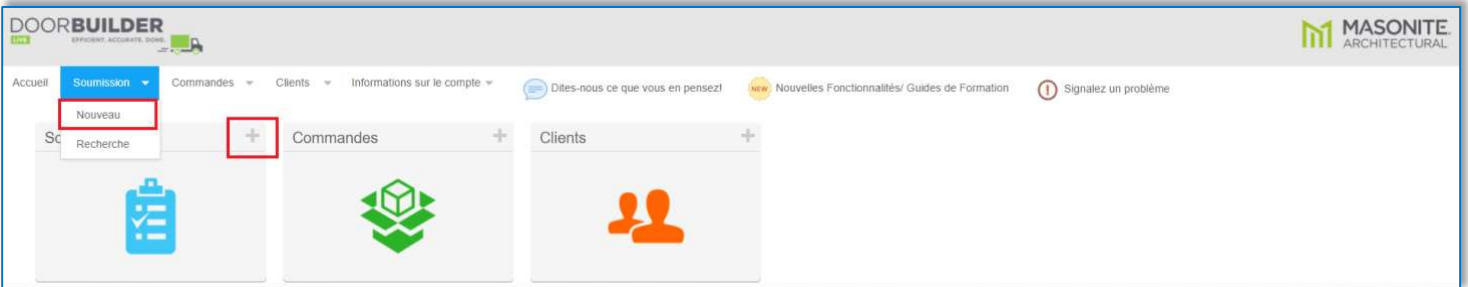 DOORBUILDER
LIVE EFFICIENT. ACCURATE. DONE.
MASONITE.
ARCHITECTURAL
Accueil Soumission Commandes Clients Informations sur le compte Dites-nous ce que vous en pensez! NEW Nouvelles Fonctionnalités/ Guides de Formation Signalez un problème
Nouveau
Recherche
So + Commandes + Clients +